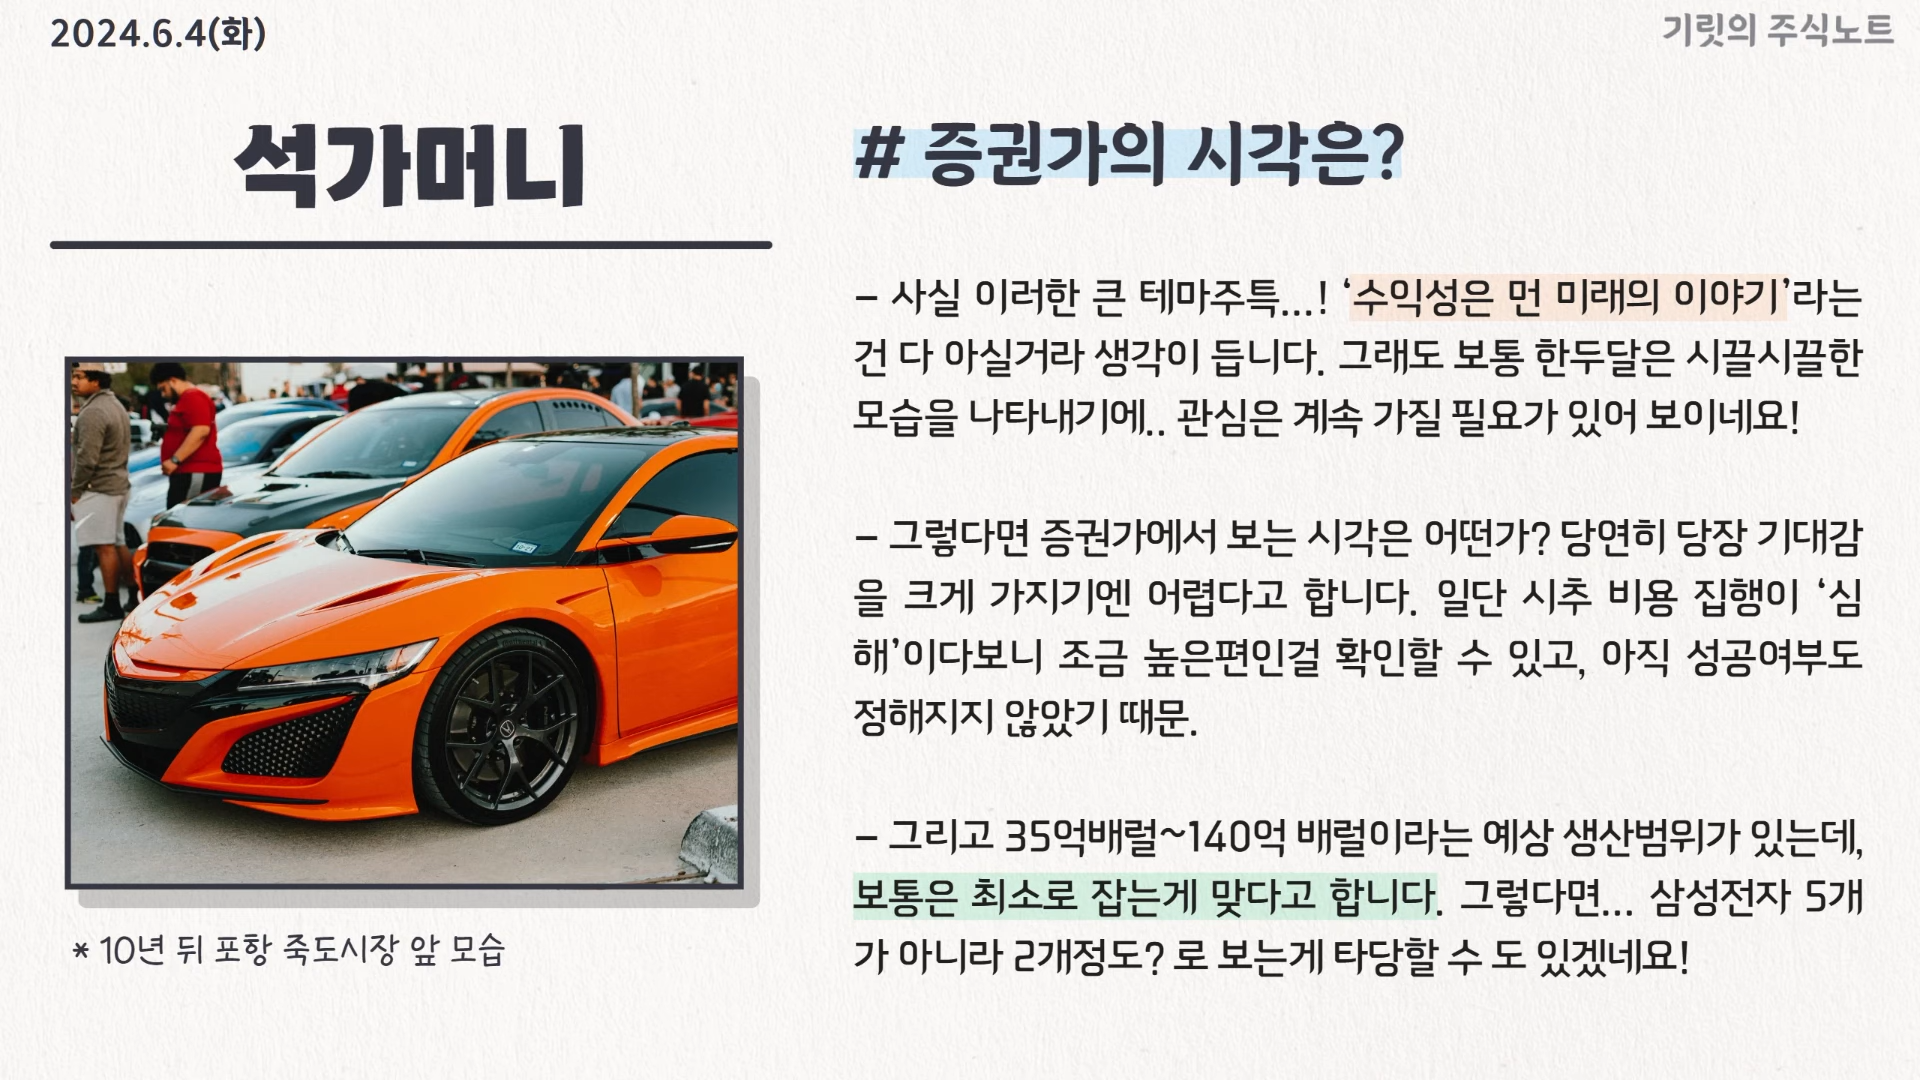 2024.6.4(화)
기릿의 주식노트
석가머니
# 증권가의 시각은?
– 사실 이러한 큰 테마주특...! ‘수익성은 먼 미래의 이야기’라는
건 다 아실거라 생각이 듭니다. 그래도 보통 한두달은 시끌시끌한
모습을 나타내기에.. 관심은 계속 가질 필요가 있어 보이네요!
– 그렇다면 증권가에서 보는 시각은 어떤가? 당연히 당장 기대감
을 크게 가지기엔 어렵다고 합니다. 일단 시추 비용 집행이 ‘심
해’이다보니 조금 높은편인걸 확인할 수 있고, 아직 성공여부도
정해지지 않았기 때문.
– 그리고 35억배럴~140억 배럴이라는 예상 생산범위가 있는데,
보통은 최소로 잡는게 맞다고 합니다. 그렇다면... 삼성전자 5개
가 아니라 2개정도? 로 보는게 타당할 수 도 있겠네요!
* 10년 뒤 포항 죽도시장 앞 모습